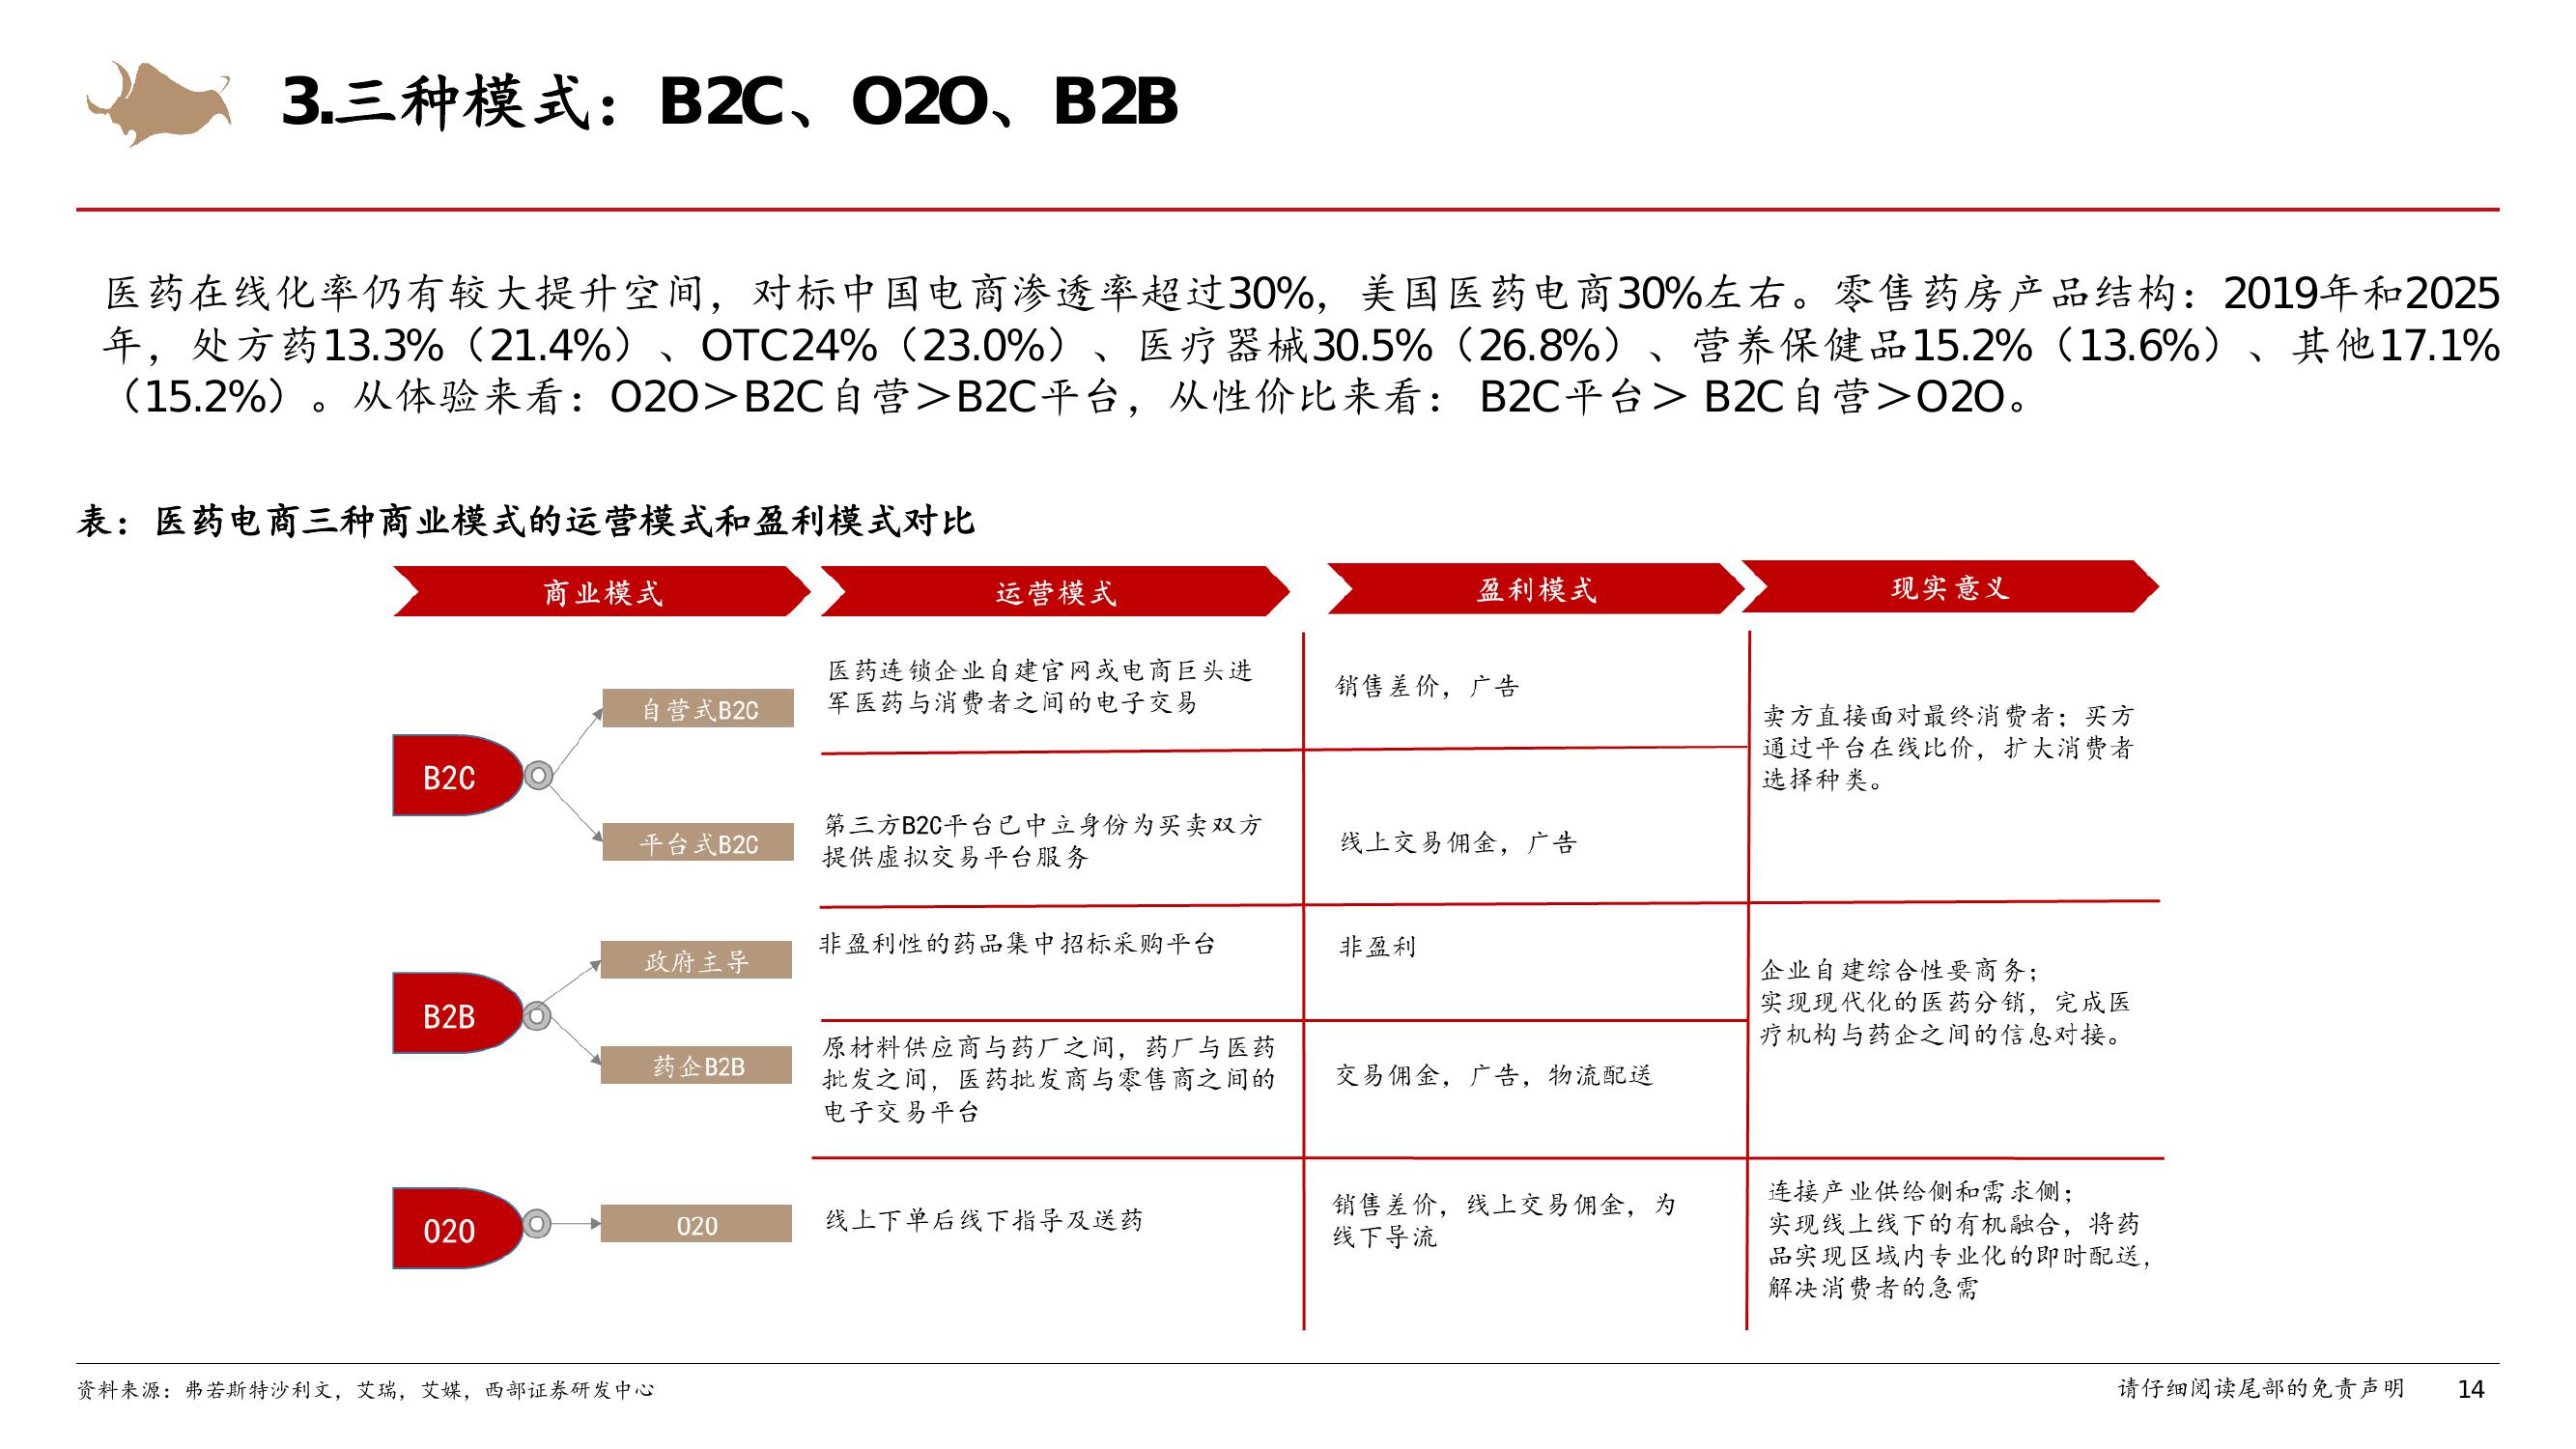 3.三种模式：B2C、O2O、B2B
医药在线化率仍有较大提升空间，对标中国电商渗透率超过30%，美国医药电商30%左右。零售药房产品结构：2019年和2025
年，处方药13.3%（21.4%）、OTC24%（23.0%）、医疗器械30.5%（26.8%）、营养保健品15.2%（13.6%）、其他17.1%
（15.2%）。从体验来看：O2O＞B2C自营＞B2C平台，从性价比来看： B2C平台＞ B2C自营＞O2O。
表：医药电商三种商业模式的运营模式和盈利模式对比
商业模式
运营模式
盈利模式
现实意义
B2C
自营式B2C
医药连锁企业自建官网或电商巨头进
军医药与消费者之间的电子交易
销售差价，广告
平台式B2C
第三方B2C平台已中立身份为买卖双方
提供虚拟交易平台服务
线上交易佣金，广告
卖方直接面对最终消费者；买方
通过平台在线比价，扩大消费者
选择种类。
B2B
政府主导
非盈利性的药品集中招标采购平台
非盈利
药企B2B
原材料供应商与药厂之间，药厂与医药
批发之间，医药批发商与零售商之间的
电子交易平台
交易佣金，广告，物流配送
企业自建综合性要商务；
实现现代化的医药分销，完成医
疗机构与药企之间的信息对接。
O2O
O2O
线上下单后线下指导及送药
销售差价，线上交易佣金，为
线下导流
连接产业供给侧和需求侧；
实现线上线下的有机融合，将药
品实现区域内专业化的即时配送，
解决消费者的急需
资料来源：弗若斯特沙利文，艾瑞，艾媒，西部证券研发中心
请仔细阅读尾部的免责声明
14